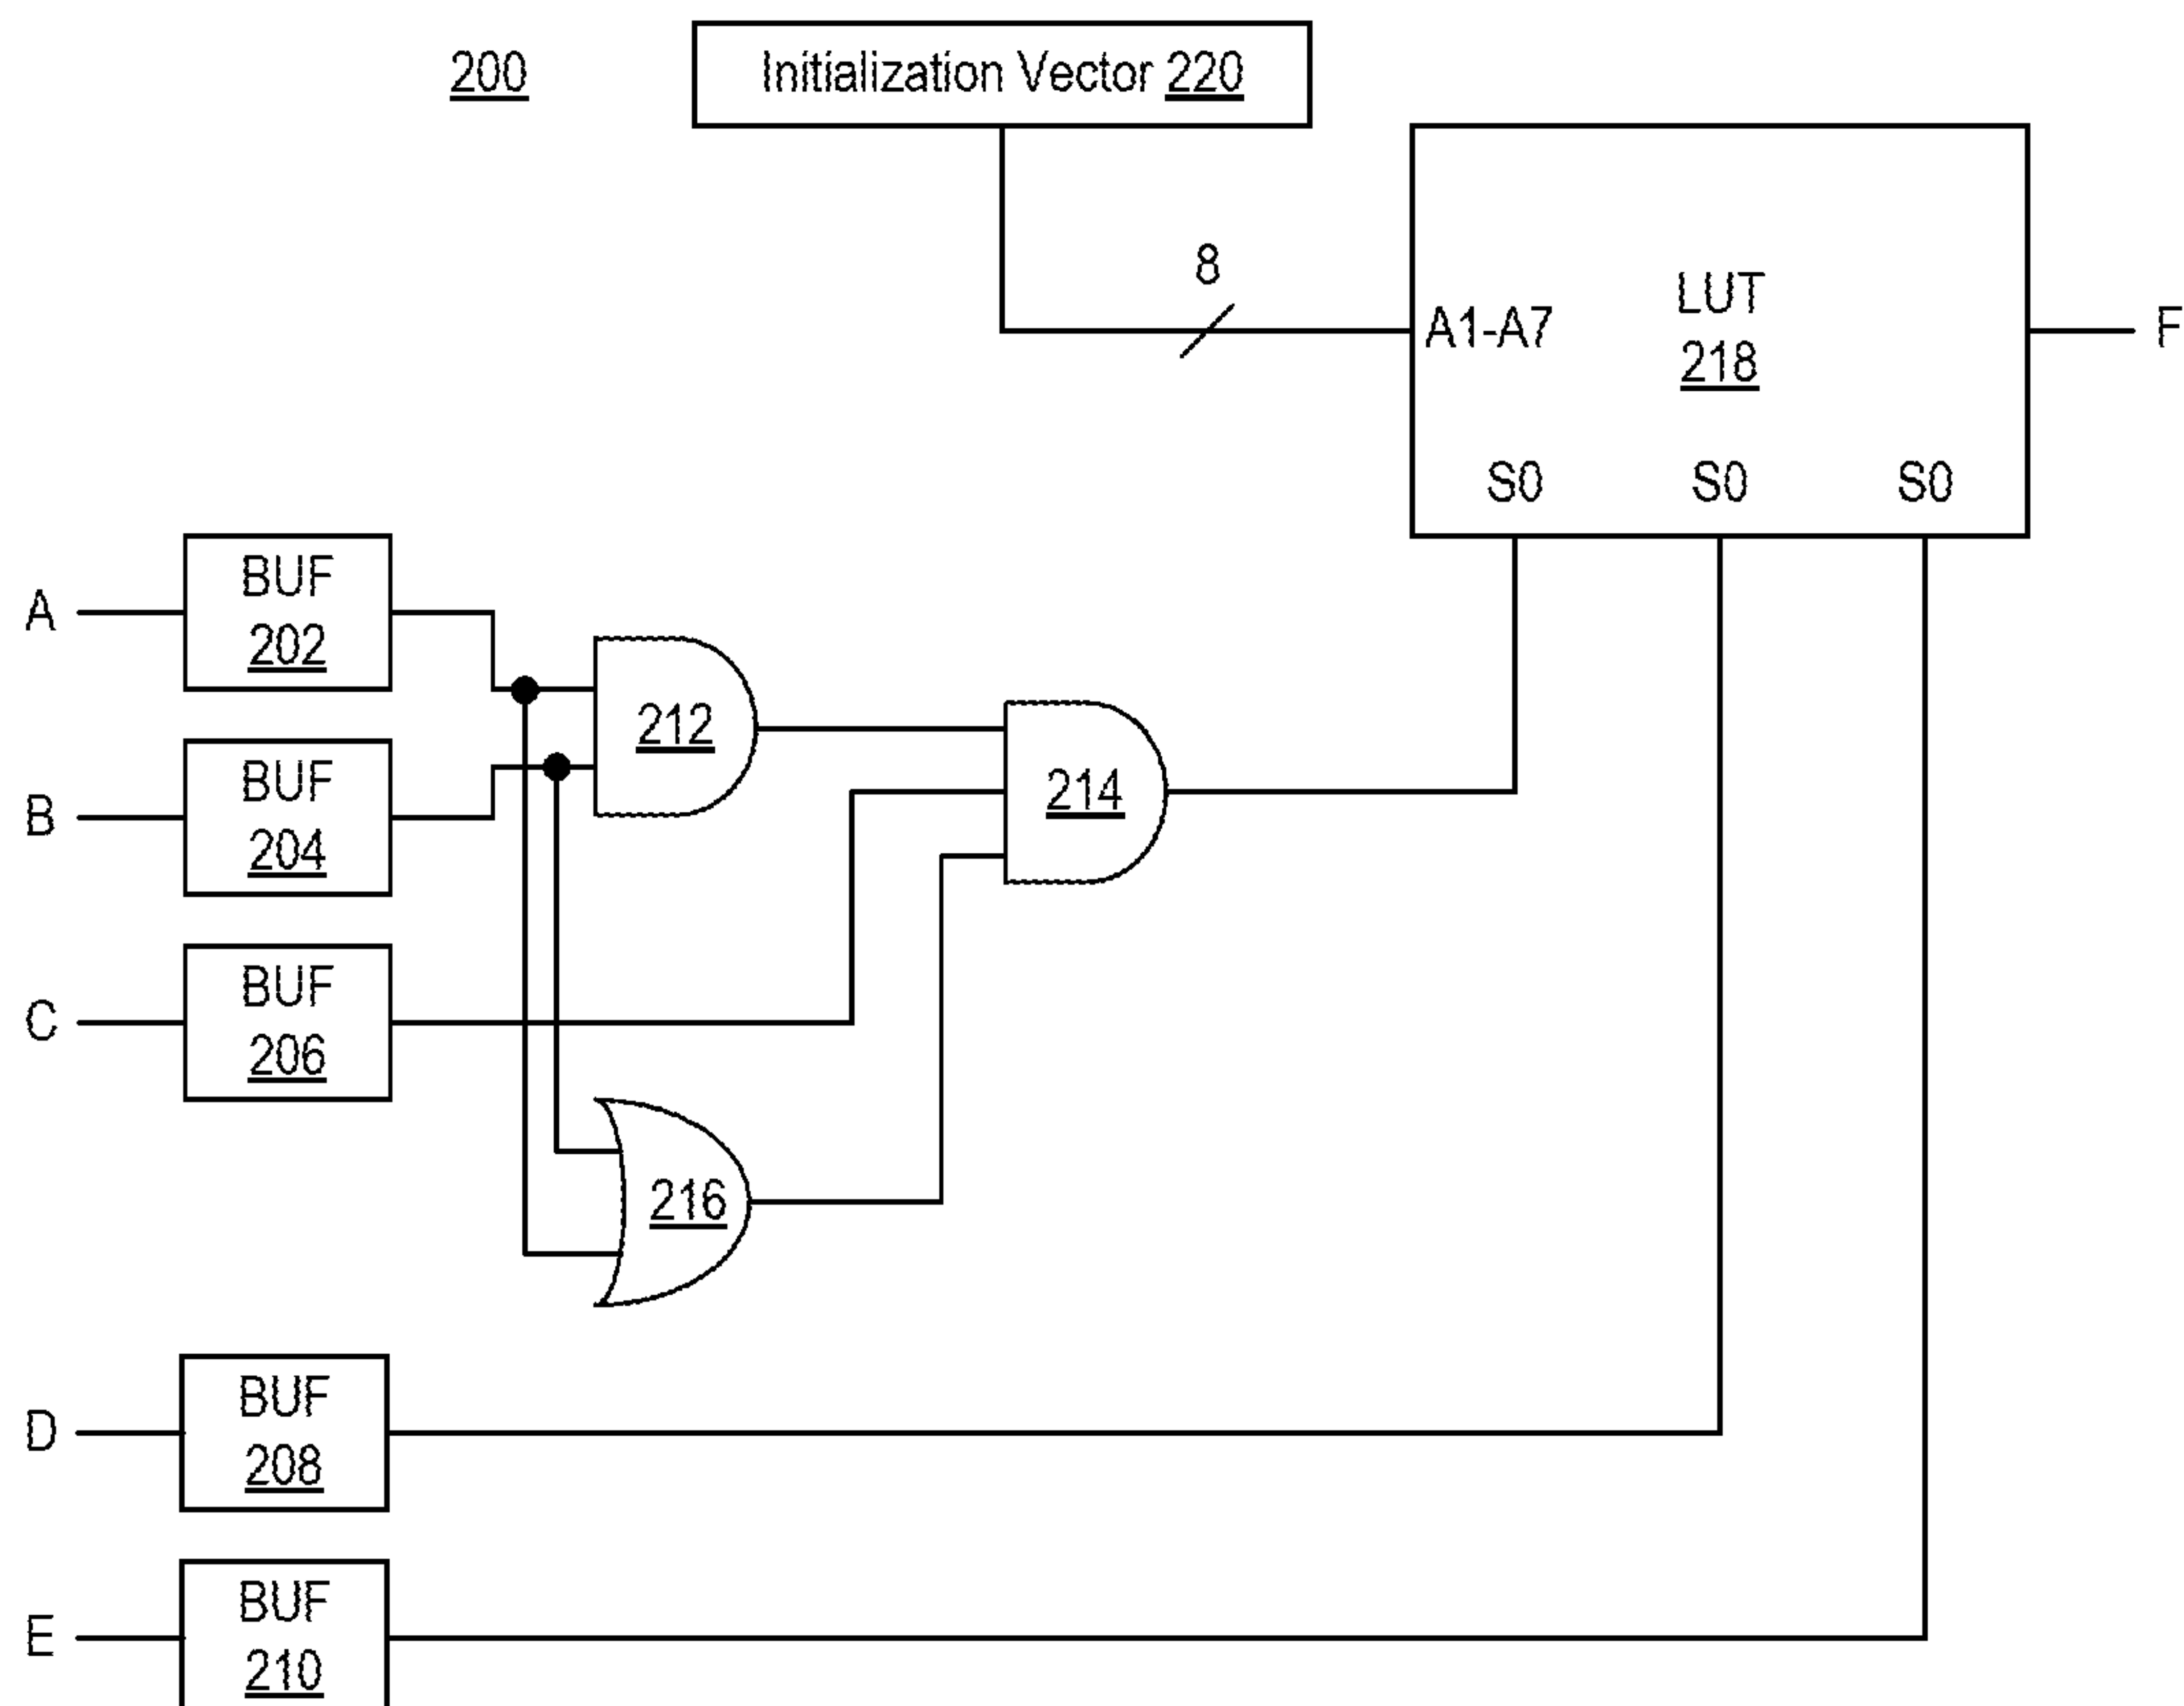 200
Initialization Vector 220
8
A1-A7
LUT
218
F
S0 S0 S0
A
BUF
202
B
BUF
204
C
BUF
206
212
214
216
D
BUF
208
E
BUF
210